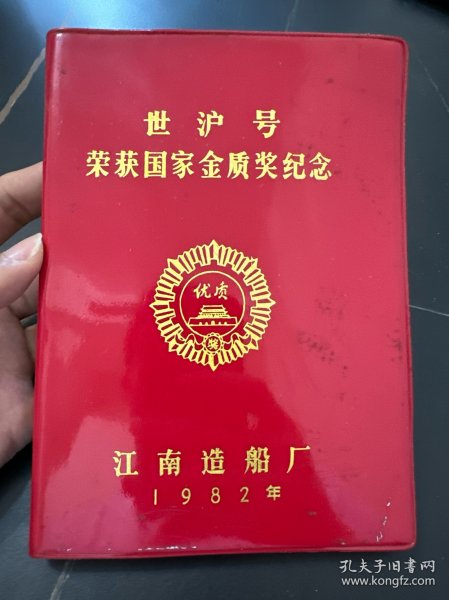 世沪号
荣获国家金质奖纪念
优质
奖
江南造船厂
1982年
孔夫子旧书网
www.kongfz.com